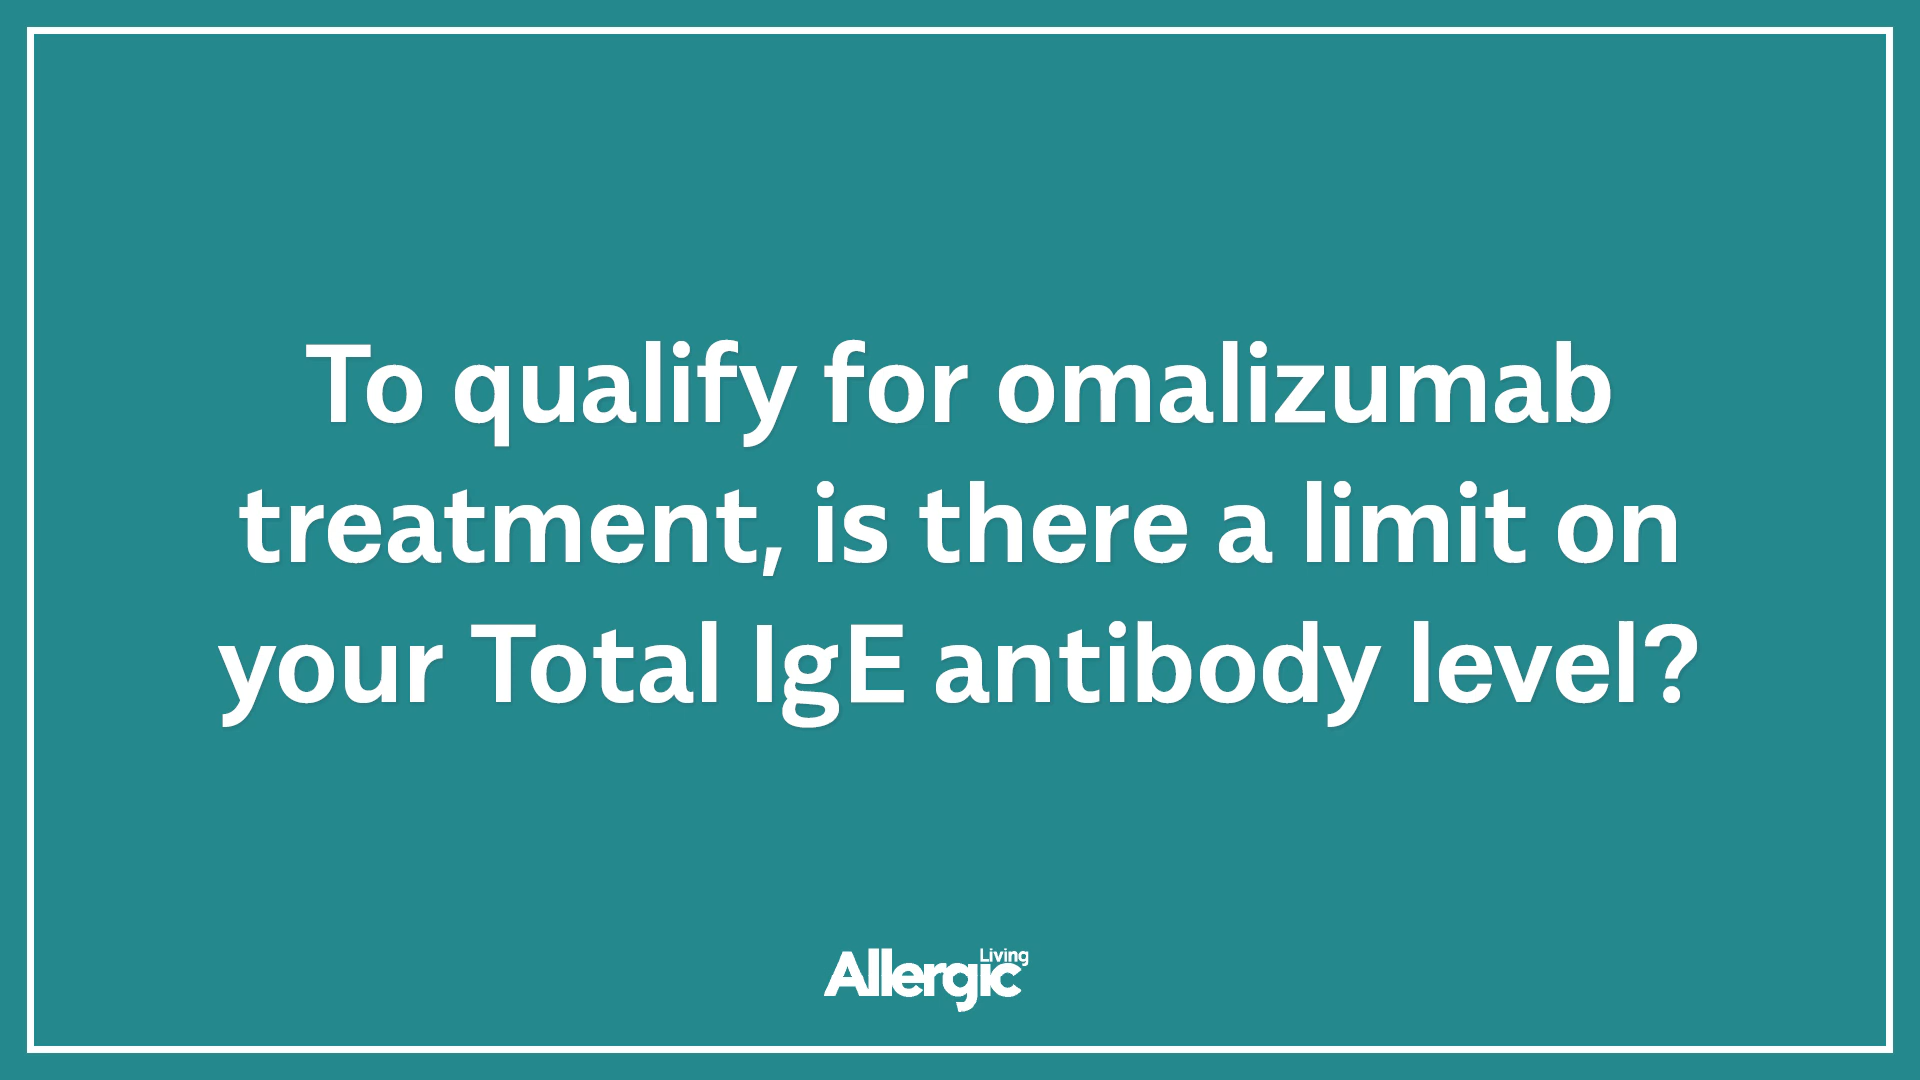 To qualify for omalizumab
treatment, is there a limit on
your Total IgE antibody level?
Allergic Living